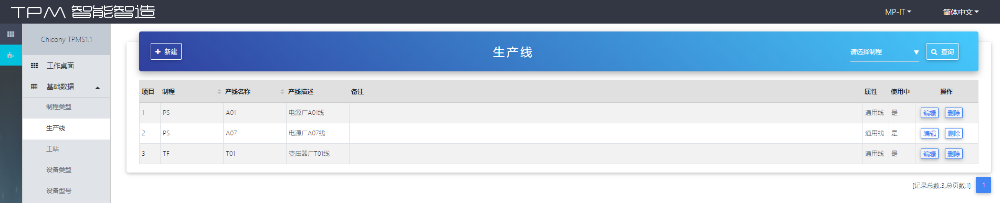 TPM 智能智造
MP-IT
简体中文
Chicony TPMS1.1
工作桌面
基础数据
制程类型
生产线
工站
设备类型
设备型号
新建
生产线
请选择制程
查询
项目 制程 产线名称 产线描述 备注 属性 使用中 操作
1 PS A01 电源厂A01线 通用线 是 编辑 删除
2 PS A07 电源厂A07线 通用线 是 编辑 删除
3 TF T01 变压器厂T01线 通用线 是 编辑 删除
[记录总数:3,总页数:1] 1